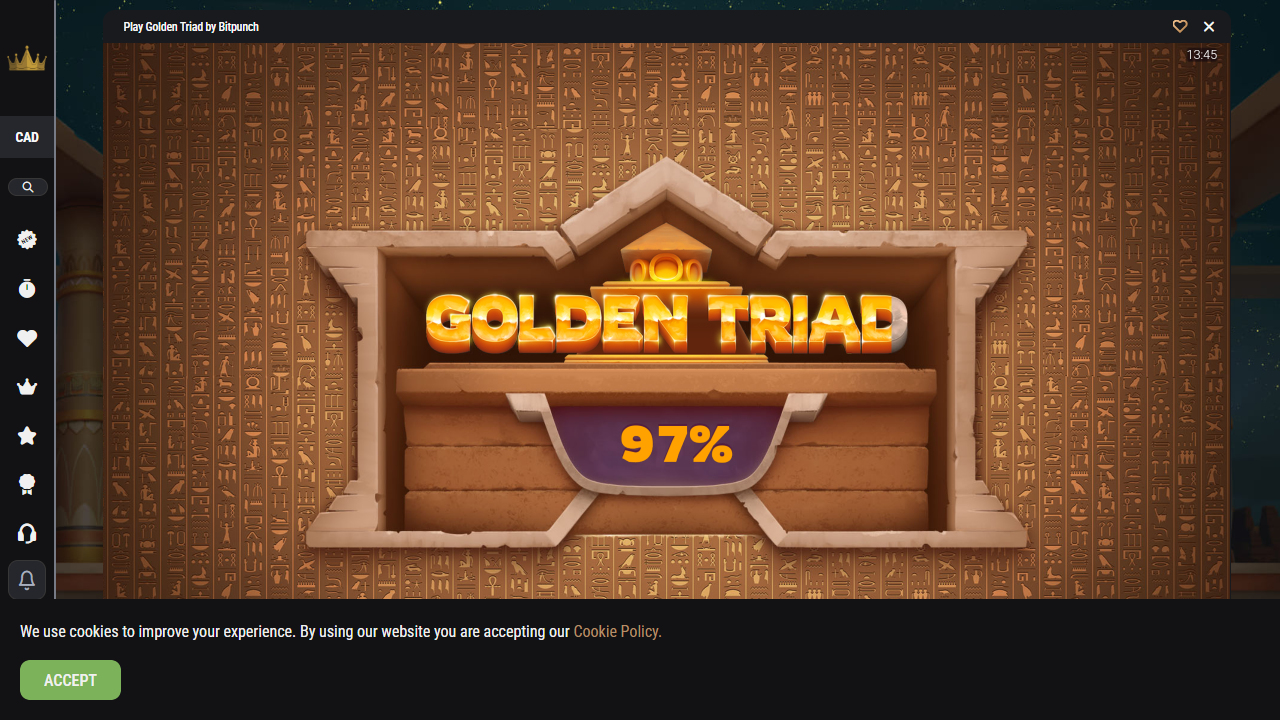 Play Golden Triad by Bitpunch
13:45
CAD
NEW
GOLDEN TRIAD
97%
We use cookies to improve your experience. By using our website you are accepting our Cookie Policy.
ACCEPT